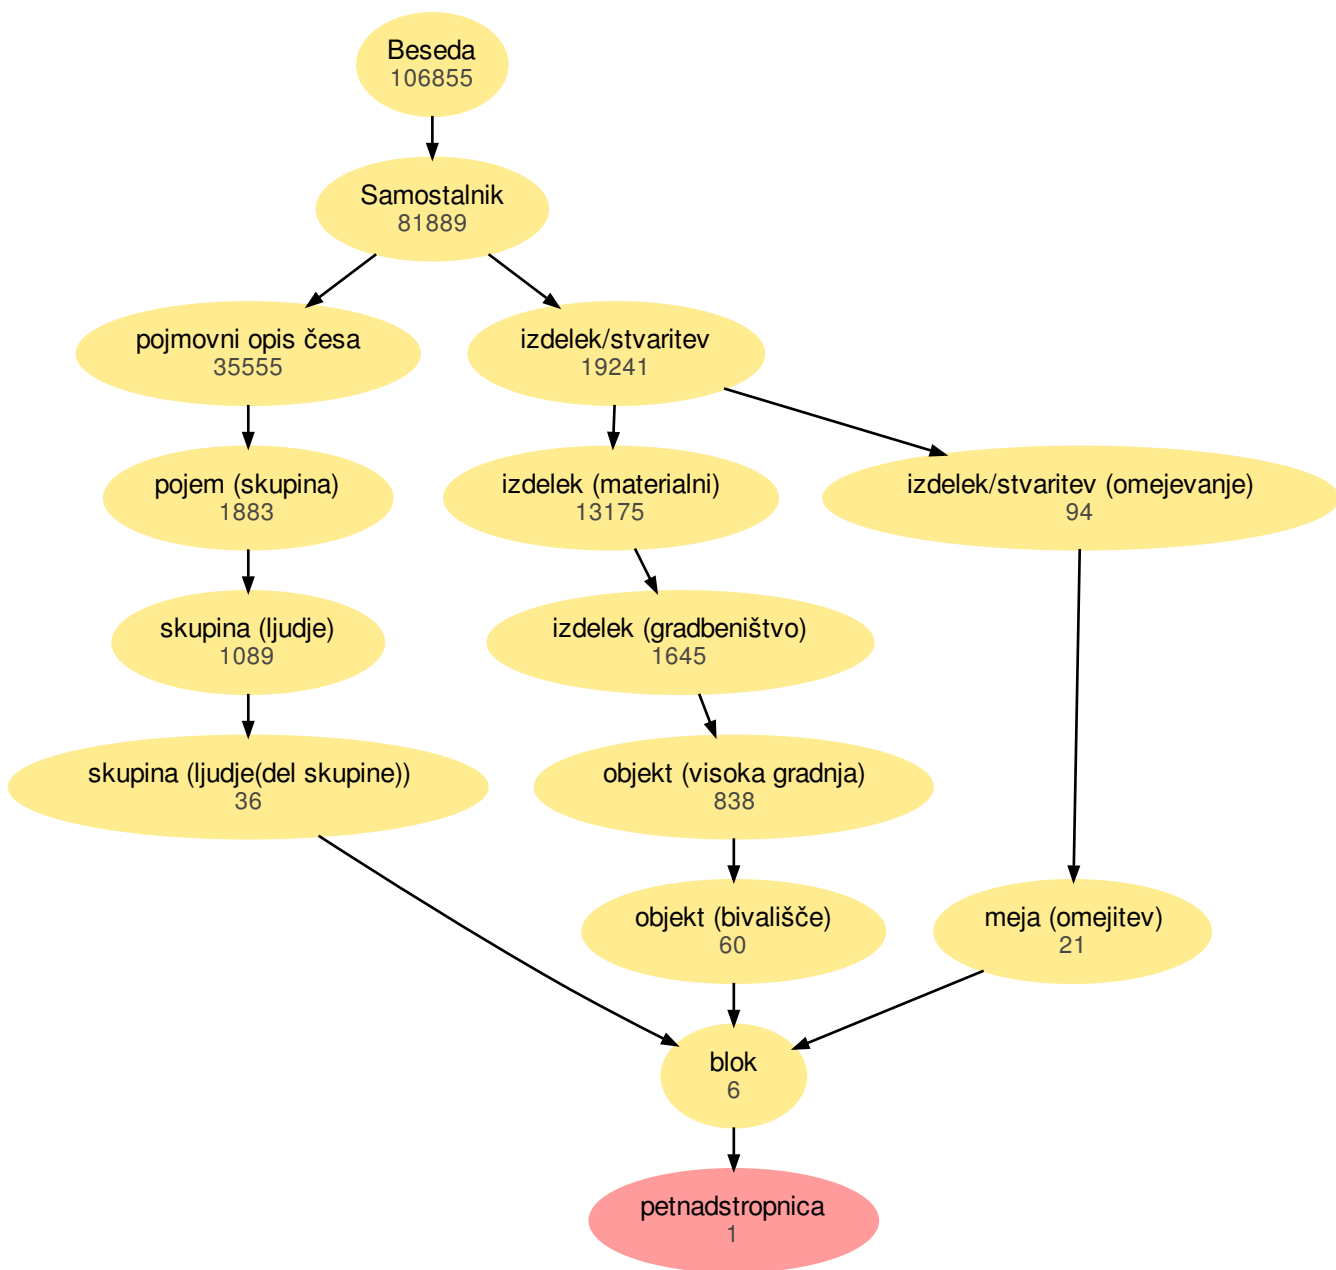 Beseda
106855
Samostalnik
81889
pojmovni opis česa
35555
izdelek/stvaritev
19241
pojem (skupina)
1883
izdelek (materialni)
13175
izdelek/stvaritev (omejevanje)
94
skupina (ljudje)
1089
izdelek (gradbeništvo)
1645
skupina (ljudje(del skupine))
36
objekt (visoka gradnja)
838
objekt (bivališče)
60
meja (omejitev)
21
blok
6
petnadstropnica
1